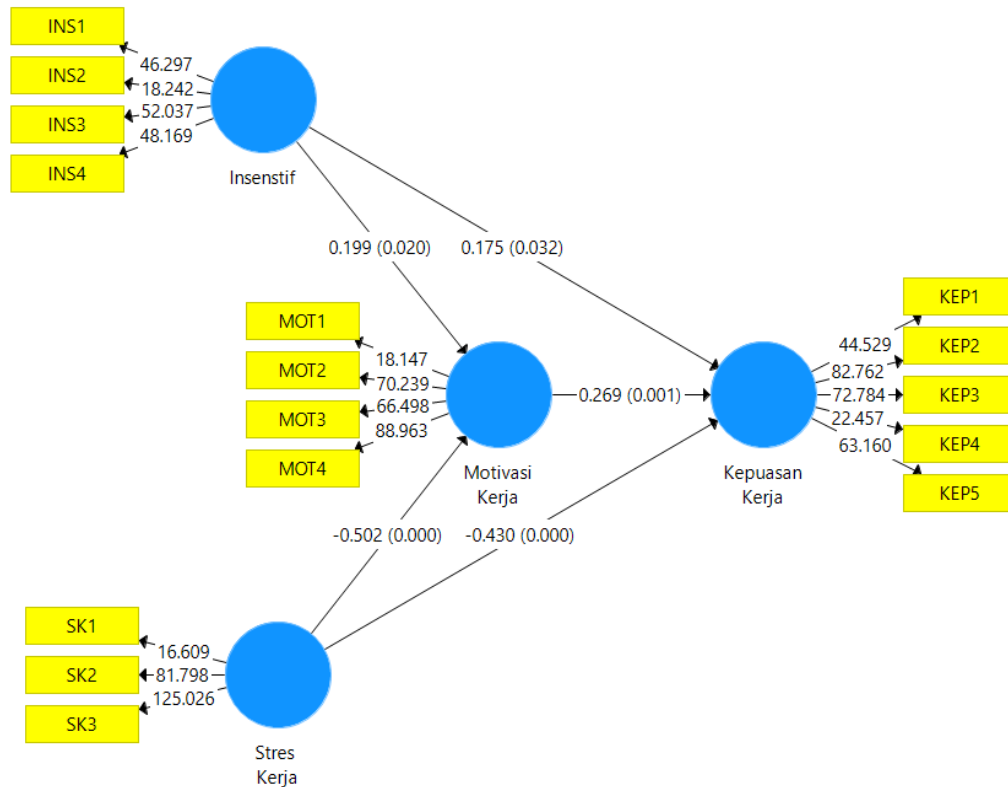 INS1
INS2
INS3
INS4
46.297
18.242
52.037
48.169
Insenstif
0.199 (0.020)
0.175 (0.032)
MOT1
MOT2
MOT3
MOT4
18.147
70.239
66.498
88.963
Motivasi
Kerja
0.269 (0.001)
Kepuasan
Kerja
44.529
82.762
72.784
22.457
63.160
KEP1
KEP2
KEP3
KEP4
KEP5
-0.502 (0.000)
-0.430 (0.000)
SK1
SK2
SK3
16.609
81.798
125.026
Stres
Kerja